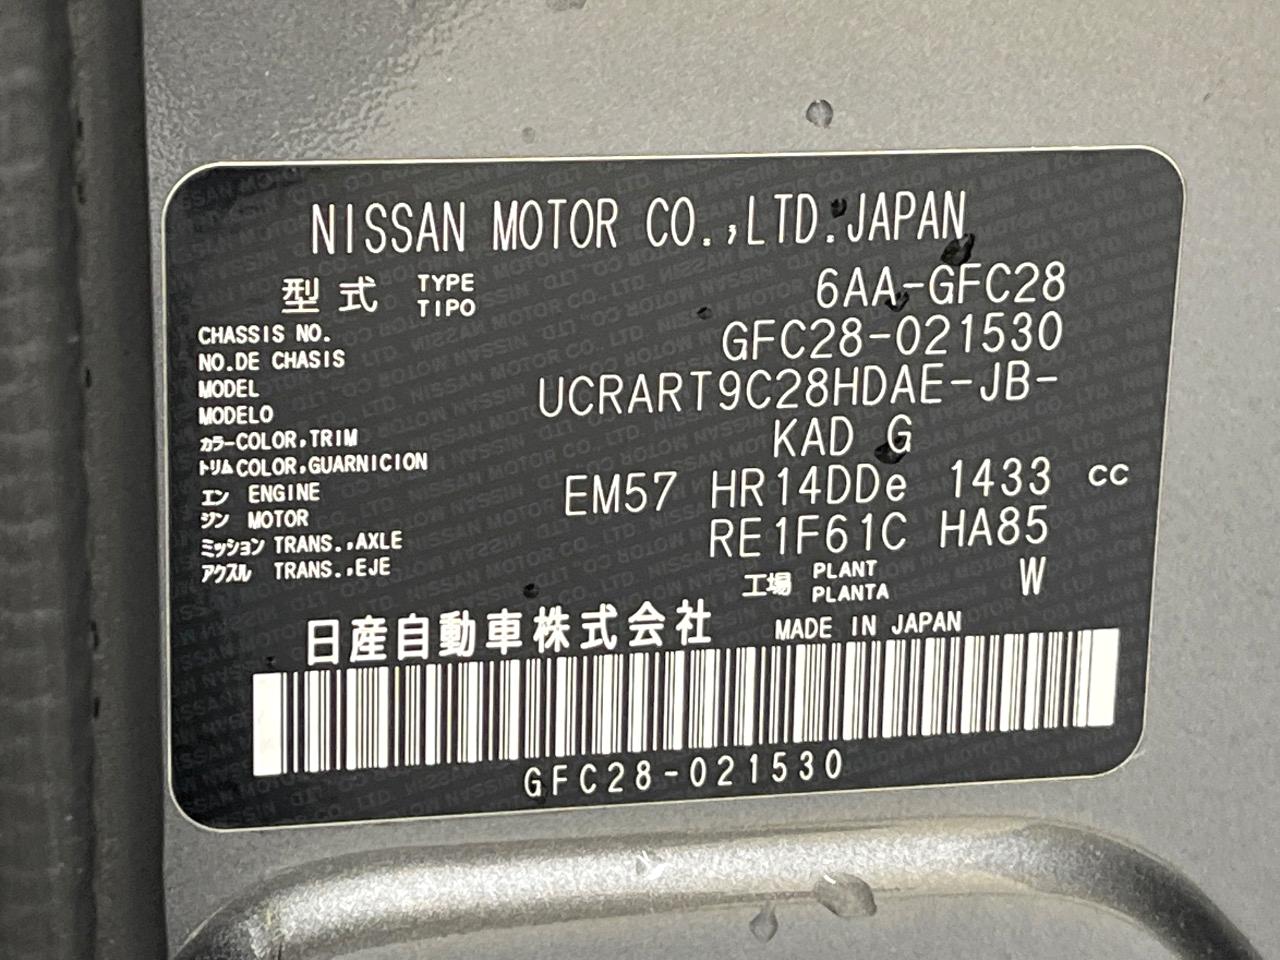 NISSAN MOTOR CO.,LTD.JAPAN
型式 TYPE TIPO 6AA-GFC28
CHASSIS NO.
NO.DE CHASIS GFC28-021530
MODEL
MODELO UCRART9C28HDAE-JB-
カラー COLOR,TRIM
トリム COLOR,GUARNICION KAD G
エン ENGINE
ジン MOTOR EM57 HR14DDe 1433 cc
ミッション TRANS.,AXLE
アクスル TRANS.,EJE RE1F61C HA85
工場 PLANT PLANTA W
日産自動車株式会社 MADE IN JAPAN
GFC28-021530